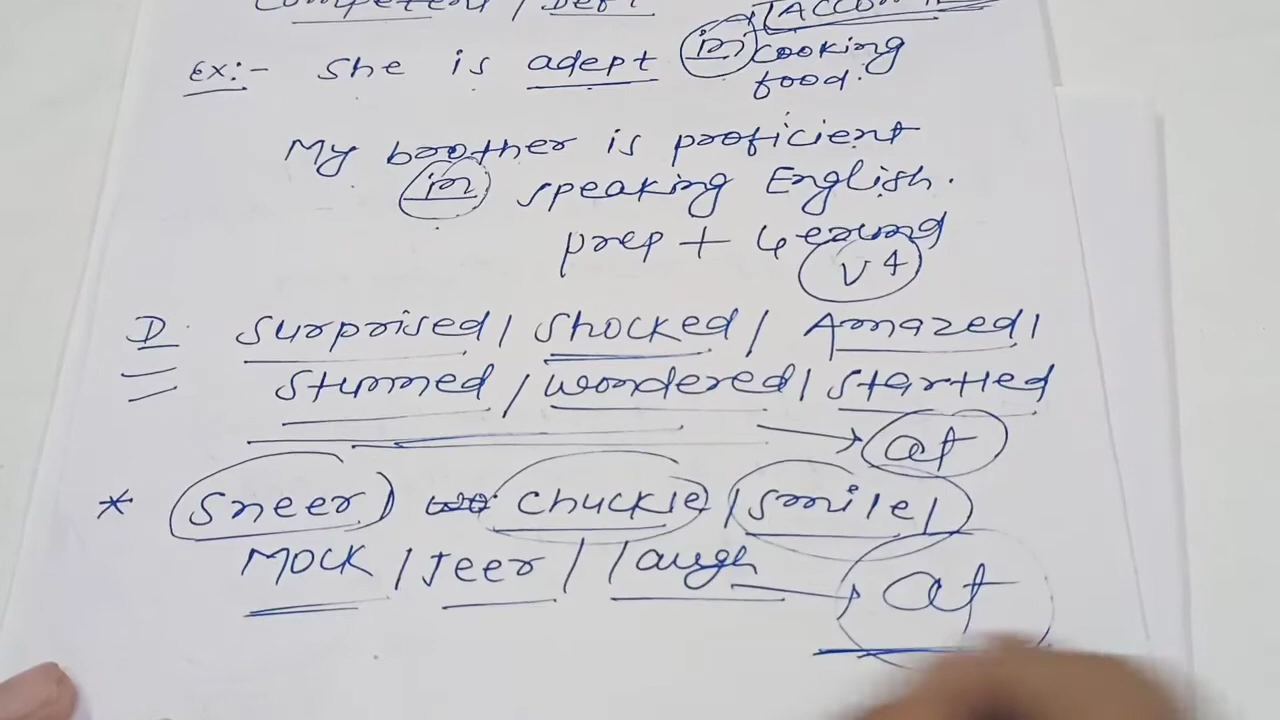 Competent /
Ex:- She is adept in cooking
food.
My brother is proficient
in speaking English.
prep + Gerund
V4
D. Surprised / Shocked / Amazed /
Stunned / wondered / startled
→ at
* Sneer / chuckle / smile /
Mock / Jeer / laugh → at